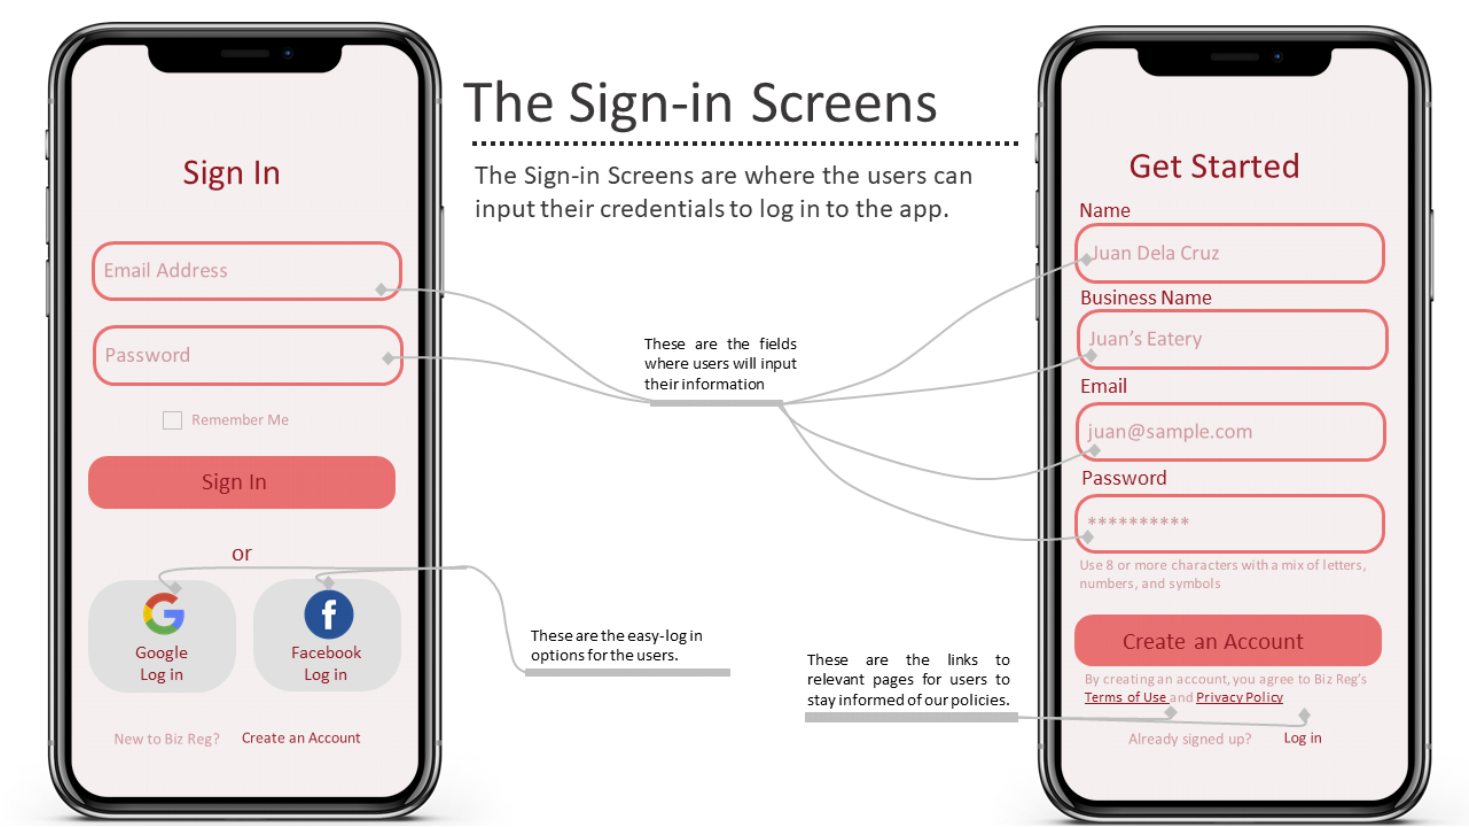 The Sign-in Screens
The Sign-in Screens are where the users can
input their credentials to log in to the app.
Sign In
Email Address
Password
Remember Me
Sign In
or
Google
Log in
Facebook
Log in
New to Biz Reg? Create an Account
These are the fields
where users will input
their information
These are the easy-log in
options for the users.
These are the links to
relevant pages for users to
stay informed of our policies.
Get Started
Name
Juan Dela Cruz
Business Name
Juan's Eatery
Email
juan@sample.com
Password
**********
Use 8 or more characters with a mix of letters,
numbers, and symbols
Create an Account
By creating an account, you agree to Biz Reg's
Terms of Use and Privacy Policy
Already signed up? Log in